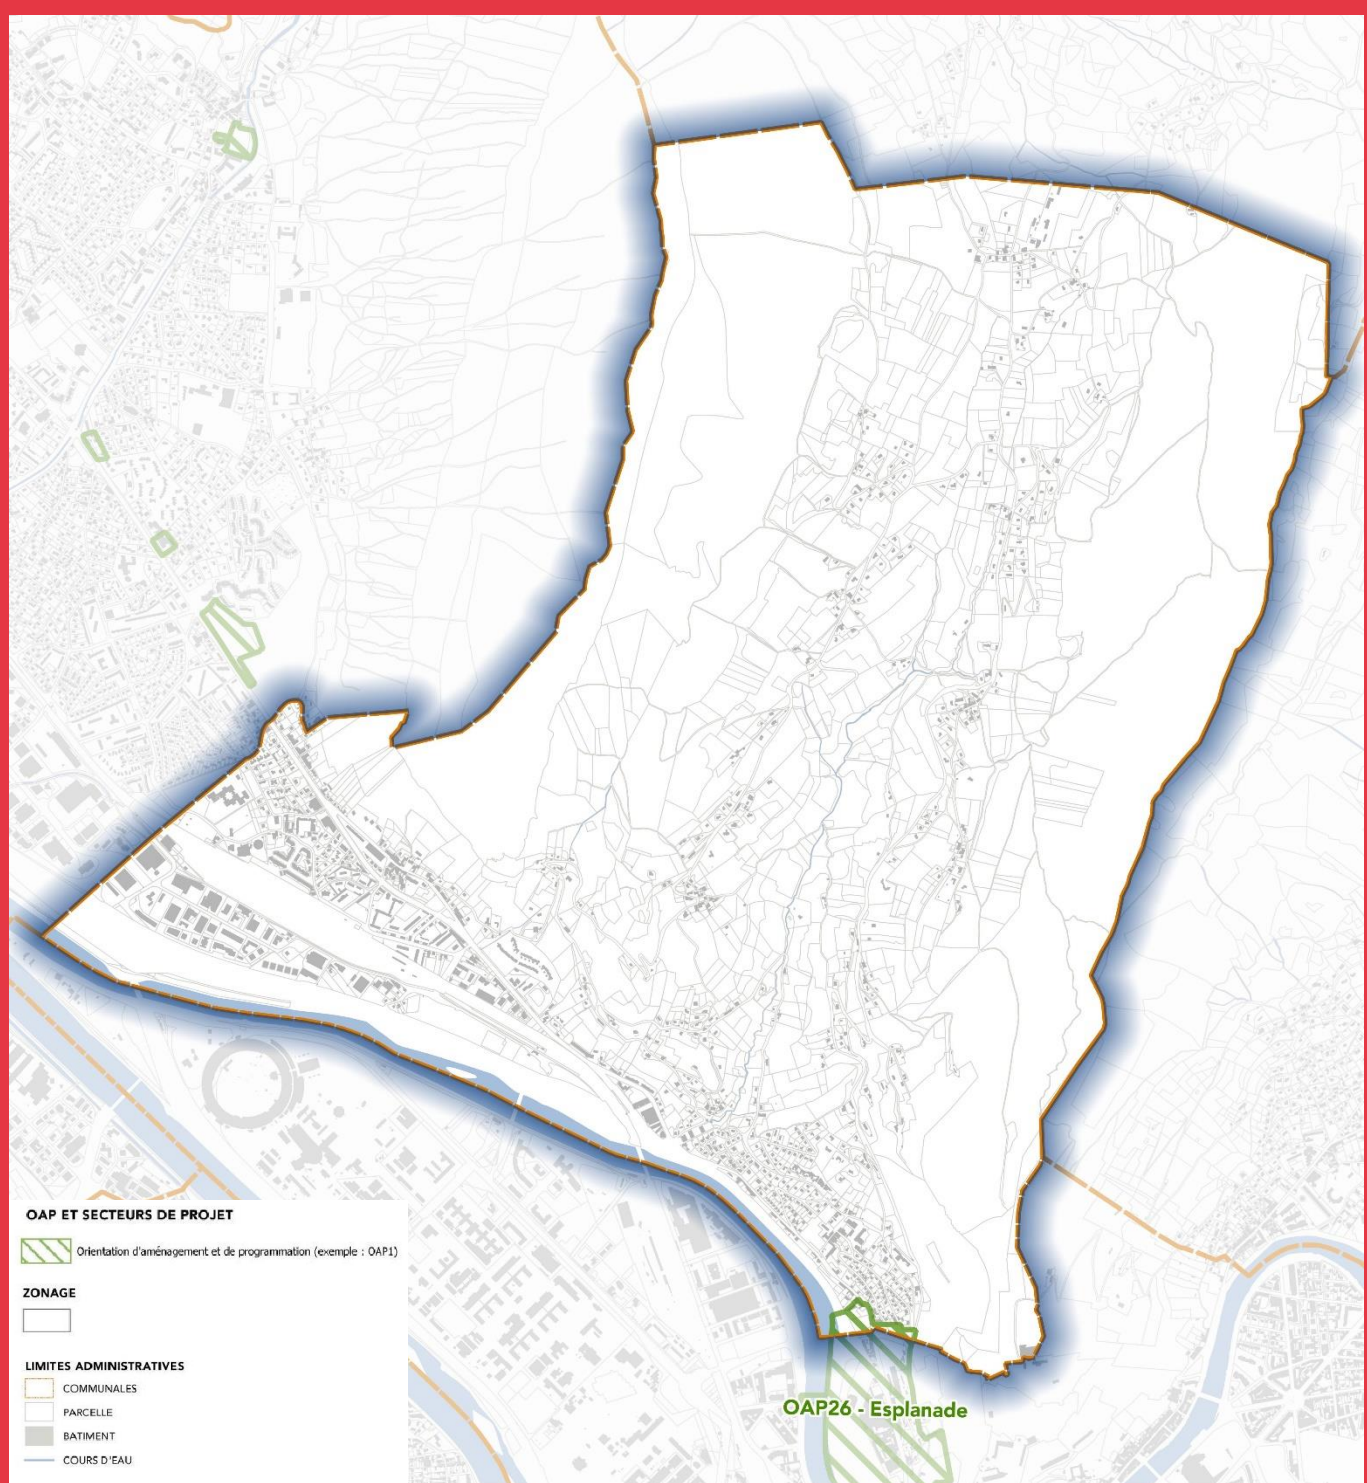 OAP26 - Esplanade
OAP ET SECTEURS DE PROJET
Orientation d'aménagement et de programmation (exemple : OAP1)
ZONAGE
LIMITES ADMINISTRATIVES
COMMUNALES
PARCELLE
BATIMENT
COURS D'EAU